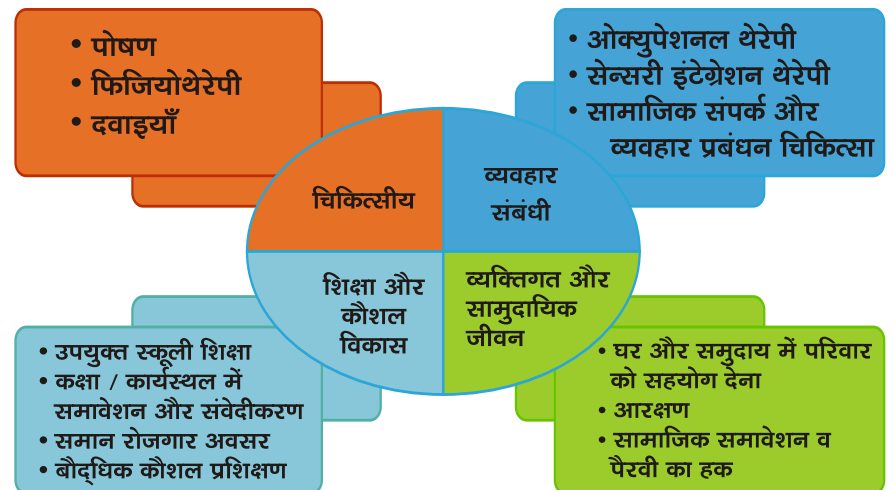 • पोषण
• फिजियोथेरेपी
• दवाइयाँ
• ओक्युपेशनल थेरेपी
• सेन्सरी इंटेग्रेशन थेरेपी
• सामाजिक संपर्क और
व्यवहार प्रबंधन चिकित्सा
चिकित्सीय
व्यवहार
संबंधी
शिक्षा और
कौशल
विकास
व्यक्तिगत और
सामुदायिक
जीवन
• उपयुक्त स्कूली शिक्षा
• कक्षा / कार्यस्थल में
समावेशन और संवेदीकरण
• समान रोजगार अवसर
• बौद्धिक कौशल प्रशिक्षण
• घर और समुदाय में परिवार
को सहयोग देना
• आरक्षण
• सामाजिक समावेशन व
पैरवी का हक